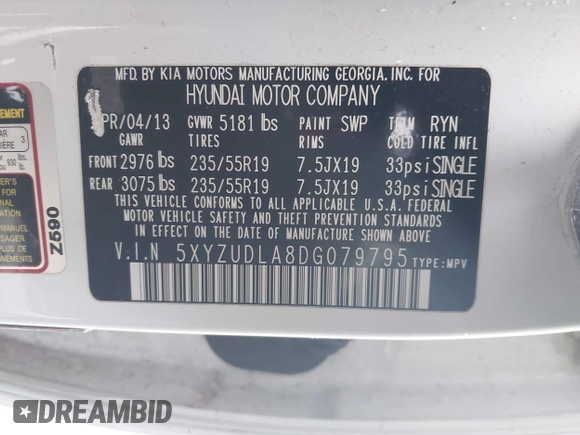 MFD. BY KIA MOTORS MANUFACTURING GEORGIA, INC. FOR
HYUNDAI MOTOR COMPANY
PR/04/13 GVWR 5181 lbs PAINT SWP TRIM RYN
GAWR TIRES RIMS COLD TIRE INFL
FRONT 2976 lbs 235/55R19 7.5JX19 33psi SINGLE
REAR 3075 lbs 235/55R19 7.5JX19 33psi SINGLE
THIS VEHICLE CONFORMS TO ALL APPLICABLE U.S.A. FEDERAL
MOTOR VEHICLE SAFETY AND THEFT PREVENTION STANDARDS
IN EFFECT ON THE DATE OF MANUFACTURE SHOWN ABOVE.
V.I.N 5XYZUDLA8DG079795 TYPE: MPV
3
930 lbs.
Z590
DREAMBID